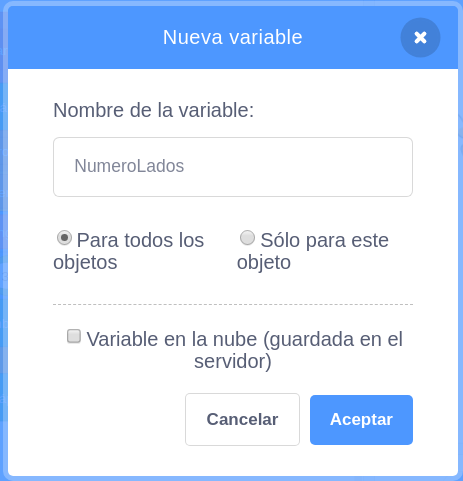 Nueva variable
Nombre de la variable:
NumeroLados
Para todos los
objetos
Sólo para este
objeto
Variable en la nube (guardada en el
servidor)
Cancelar
Aceptar